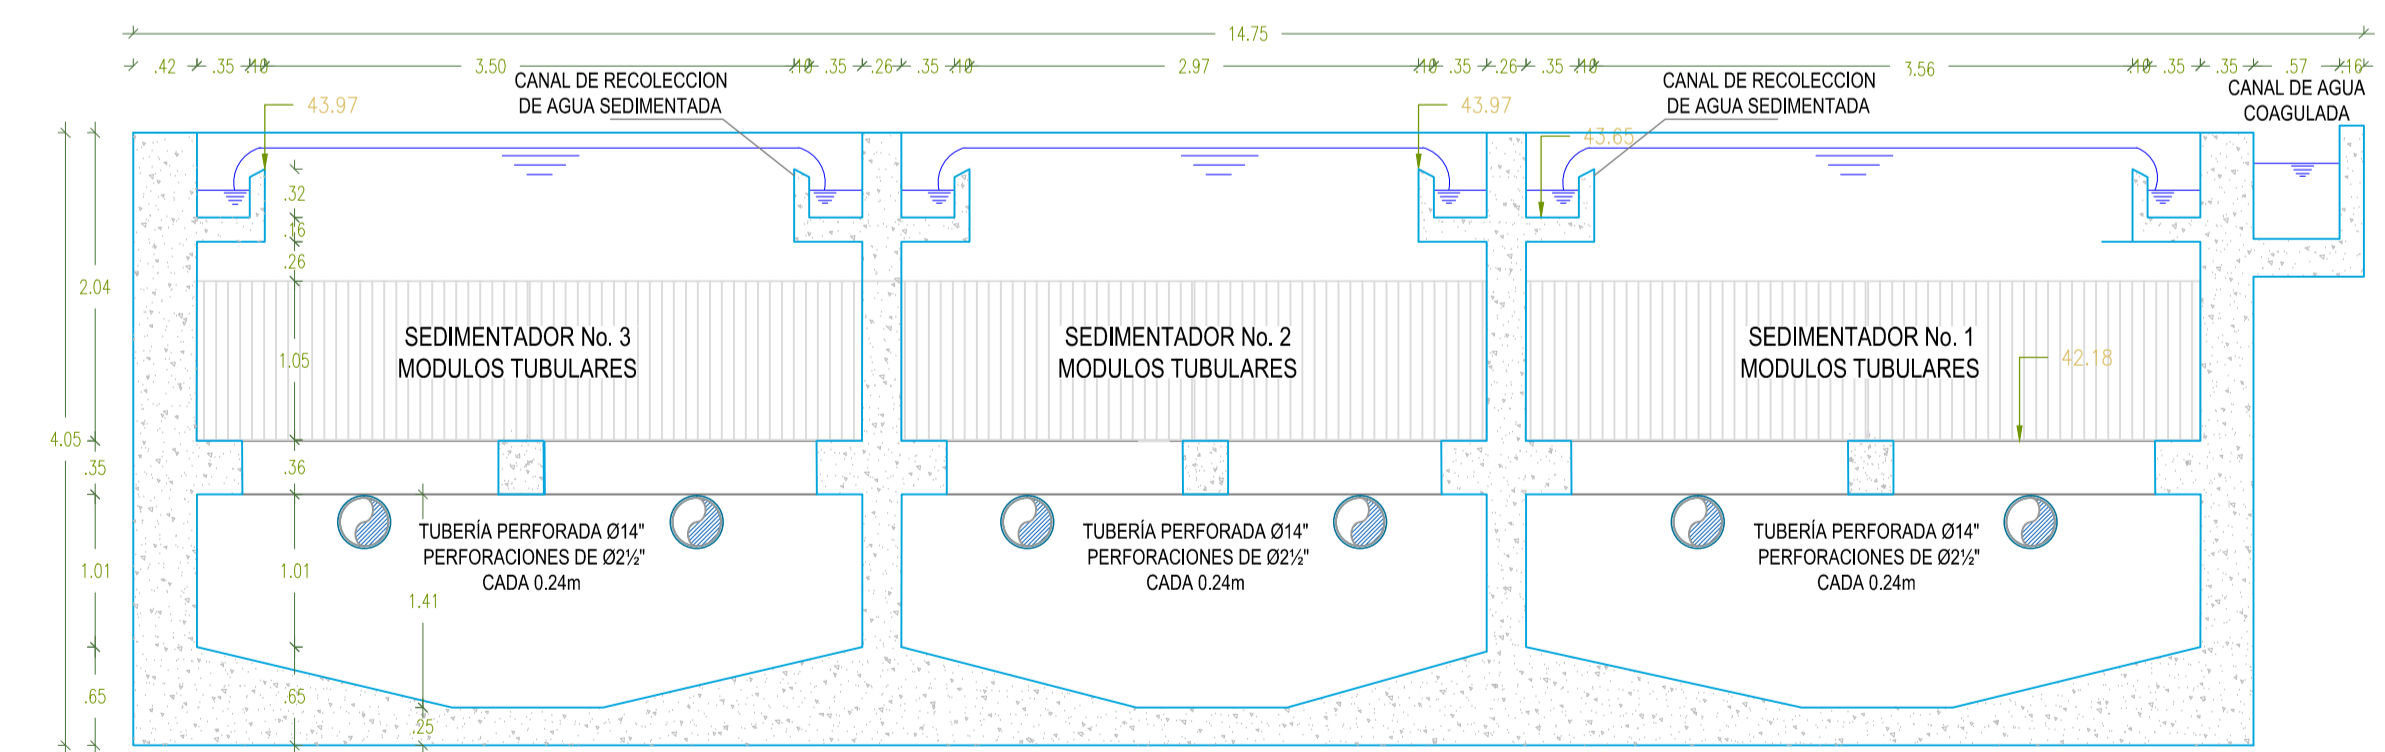 14.75
.42 .35 .10 3.50 .10 .35 .26 .35 .10 2.97 .10 .35 .26 .35 .10 3.56 .10 .35 .35 .57 .16
CANAL DE RECOLECCION
DE AGUA SEDIMENTADA
CANAL DE RECOLECCION
DE AGUA SEDIMENTADA
CANAL DE AGUA
COAGULADA
43.97
43.97
43.65
.32
.16
.26
2.04
1.05
SEDIMENTADOR No. 3
MODULOS TUBULARES
SEDIMENTADOR No. 2
MODULOS TUBULARES
SEDIMENTADOR No. 1
MODULOS TUBULARES
42.18
4.05
.35
.36
TUBERÍA PERFORADA Ø14"
PERFORACIONES DE Ø2½"
CADA 0.24m
TUBERÍA PERFORADA Ø14"
PERFORACIONES DE Ø2½"
CADA 0.24m
TUBERÍA PERFORADA Ø14"
PERFORACIONES DE Ø2½"
CADA 0.24m
1.01
1.01
1.41
.65
.65
.25